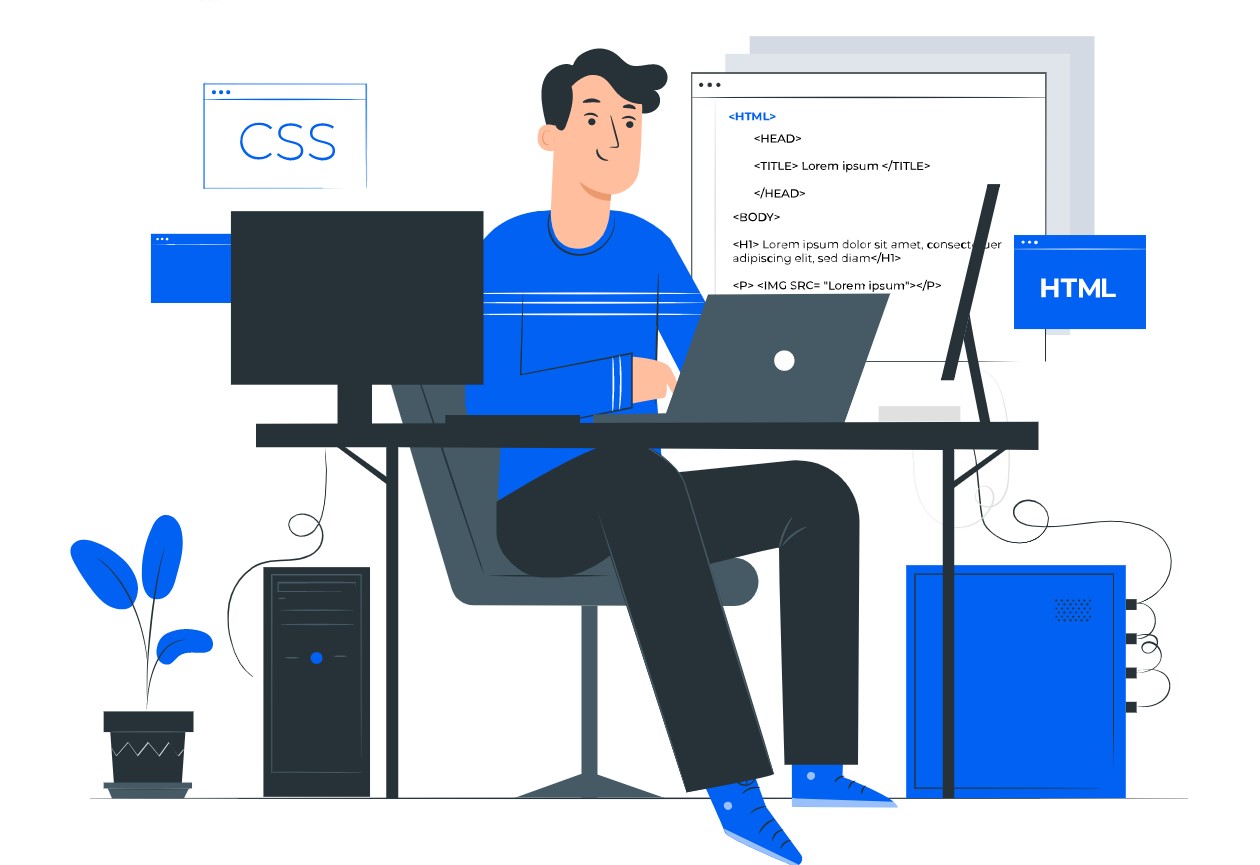 CSS
<HTML>
<HEAD>
<TITLE> Lorem ipsum </TITLE>
</HEAD>
<BODY>
<H1> Lorem ipsum dolor sit amet,
adipiscing elit, sed diam</H1>
<P> <IMG SRC= "Lorem ipsum"></P>
HTML